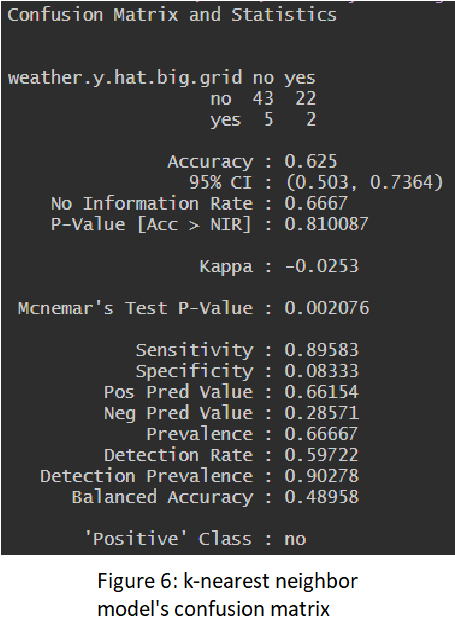 Confusion Matrix and Statistics
weather.y.hat.big.grid no yes
no 43 22
yes 5 2
Accuracy : 0.625
95% CI : (0.503, 0.7364)
No Information Rate : 0.6667
P-Value [Acc > NIR] : 0.810087
Kappa : -0.0253
Mcnemar's Test P-Value : 0.002076
Sensitivity : 0.89583
Specificity : 0.08333
Pos Pred Value : 0.66154
Neg Pred Value : 0.28571
Prevalence : 0.66667
Detection Rate : 0.59722
Detection Prevalence : 0.90278
Balanced Accuracy : 0.48958
'Positive' Class : no
Figure 6: k-nearest neighbor
model's confusion matrix